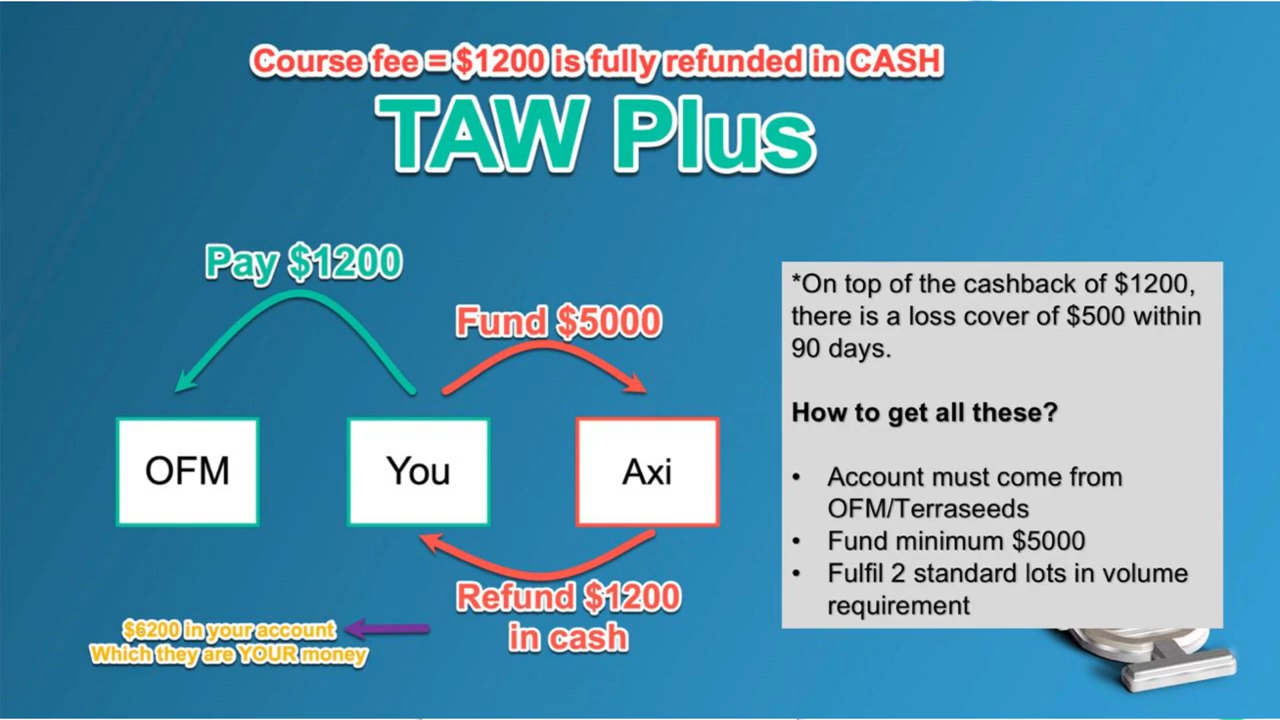 Course fee = $1200 is fully refunded in CASH
TAW Plus
Pay $1200
Fund $5000
OFM
You
Axi
Refund $1200
in cash
$6200 in your account
Which they are YOUR money
*On top of the cashback of $1200,
there is a loss cover of $500 within
90 days.
How to get all these?
• Account must come from
OFM/Terraseeds
• Fund minimum $5000
• Fulfil 2 standard lots in volume
requirement